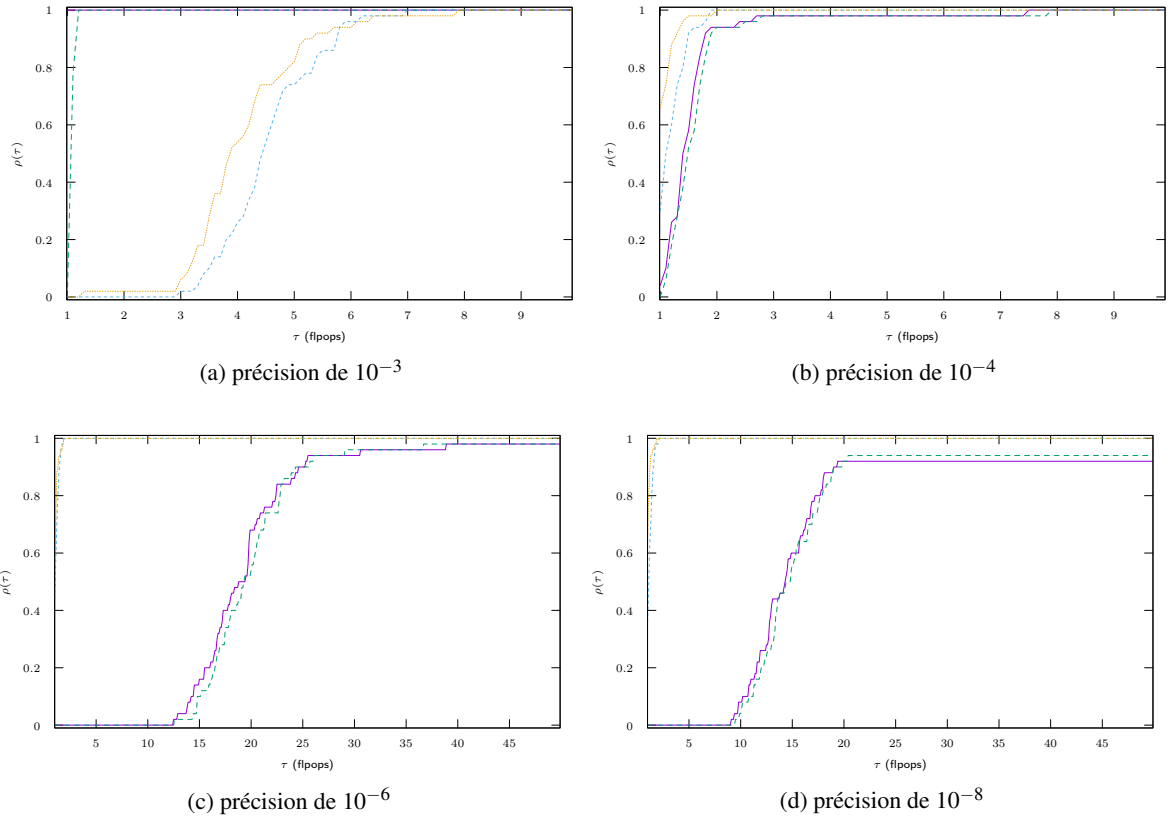 1
0.8
0.6
0.4
0.2
0
ρ(τ)
1 2 3 4 5 6 7 8 9
τ (flpops)
(a) précision de 10⁻³
1
0.8
0.6
0.4
0.2
0
ρ(τ)
1 2 3 4 5 6 7 8 9
τ (flpops)
(b) précision de 10⁻⁴
1
0.8
0.6
0.4
0.2
0
ρ(τ)
5 10 15 20 25 30 35 40 45
τ (flpops)
(c) précision de 10⁻⁶
1
0.8
0.6
0.4
0.2
0
ρ(τ)
5 10 15 20 25 30 35 40 45
τ (flpops)
(d) précision de 10⁻⁸